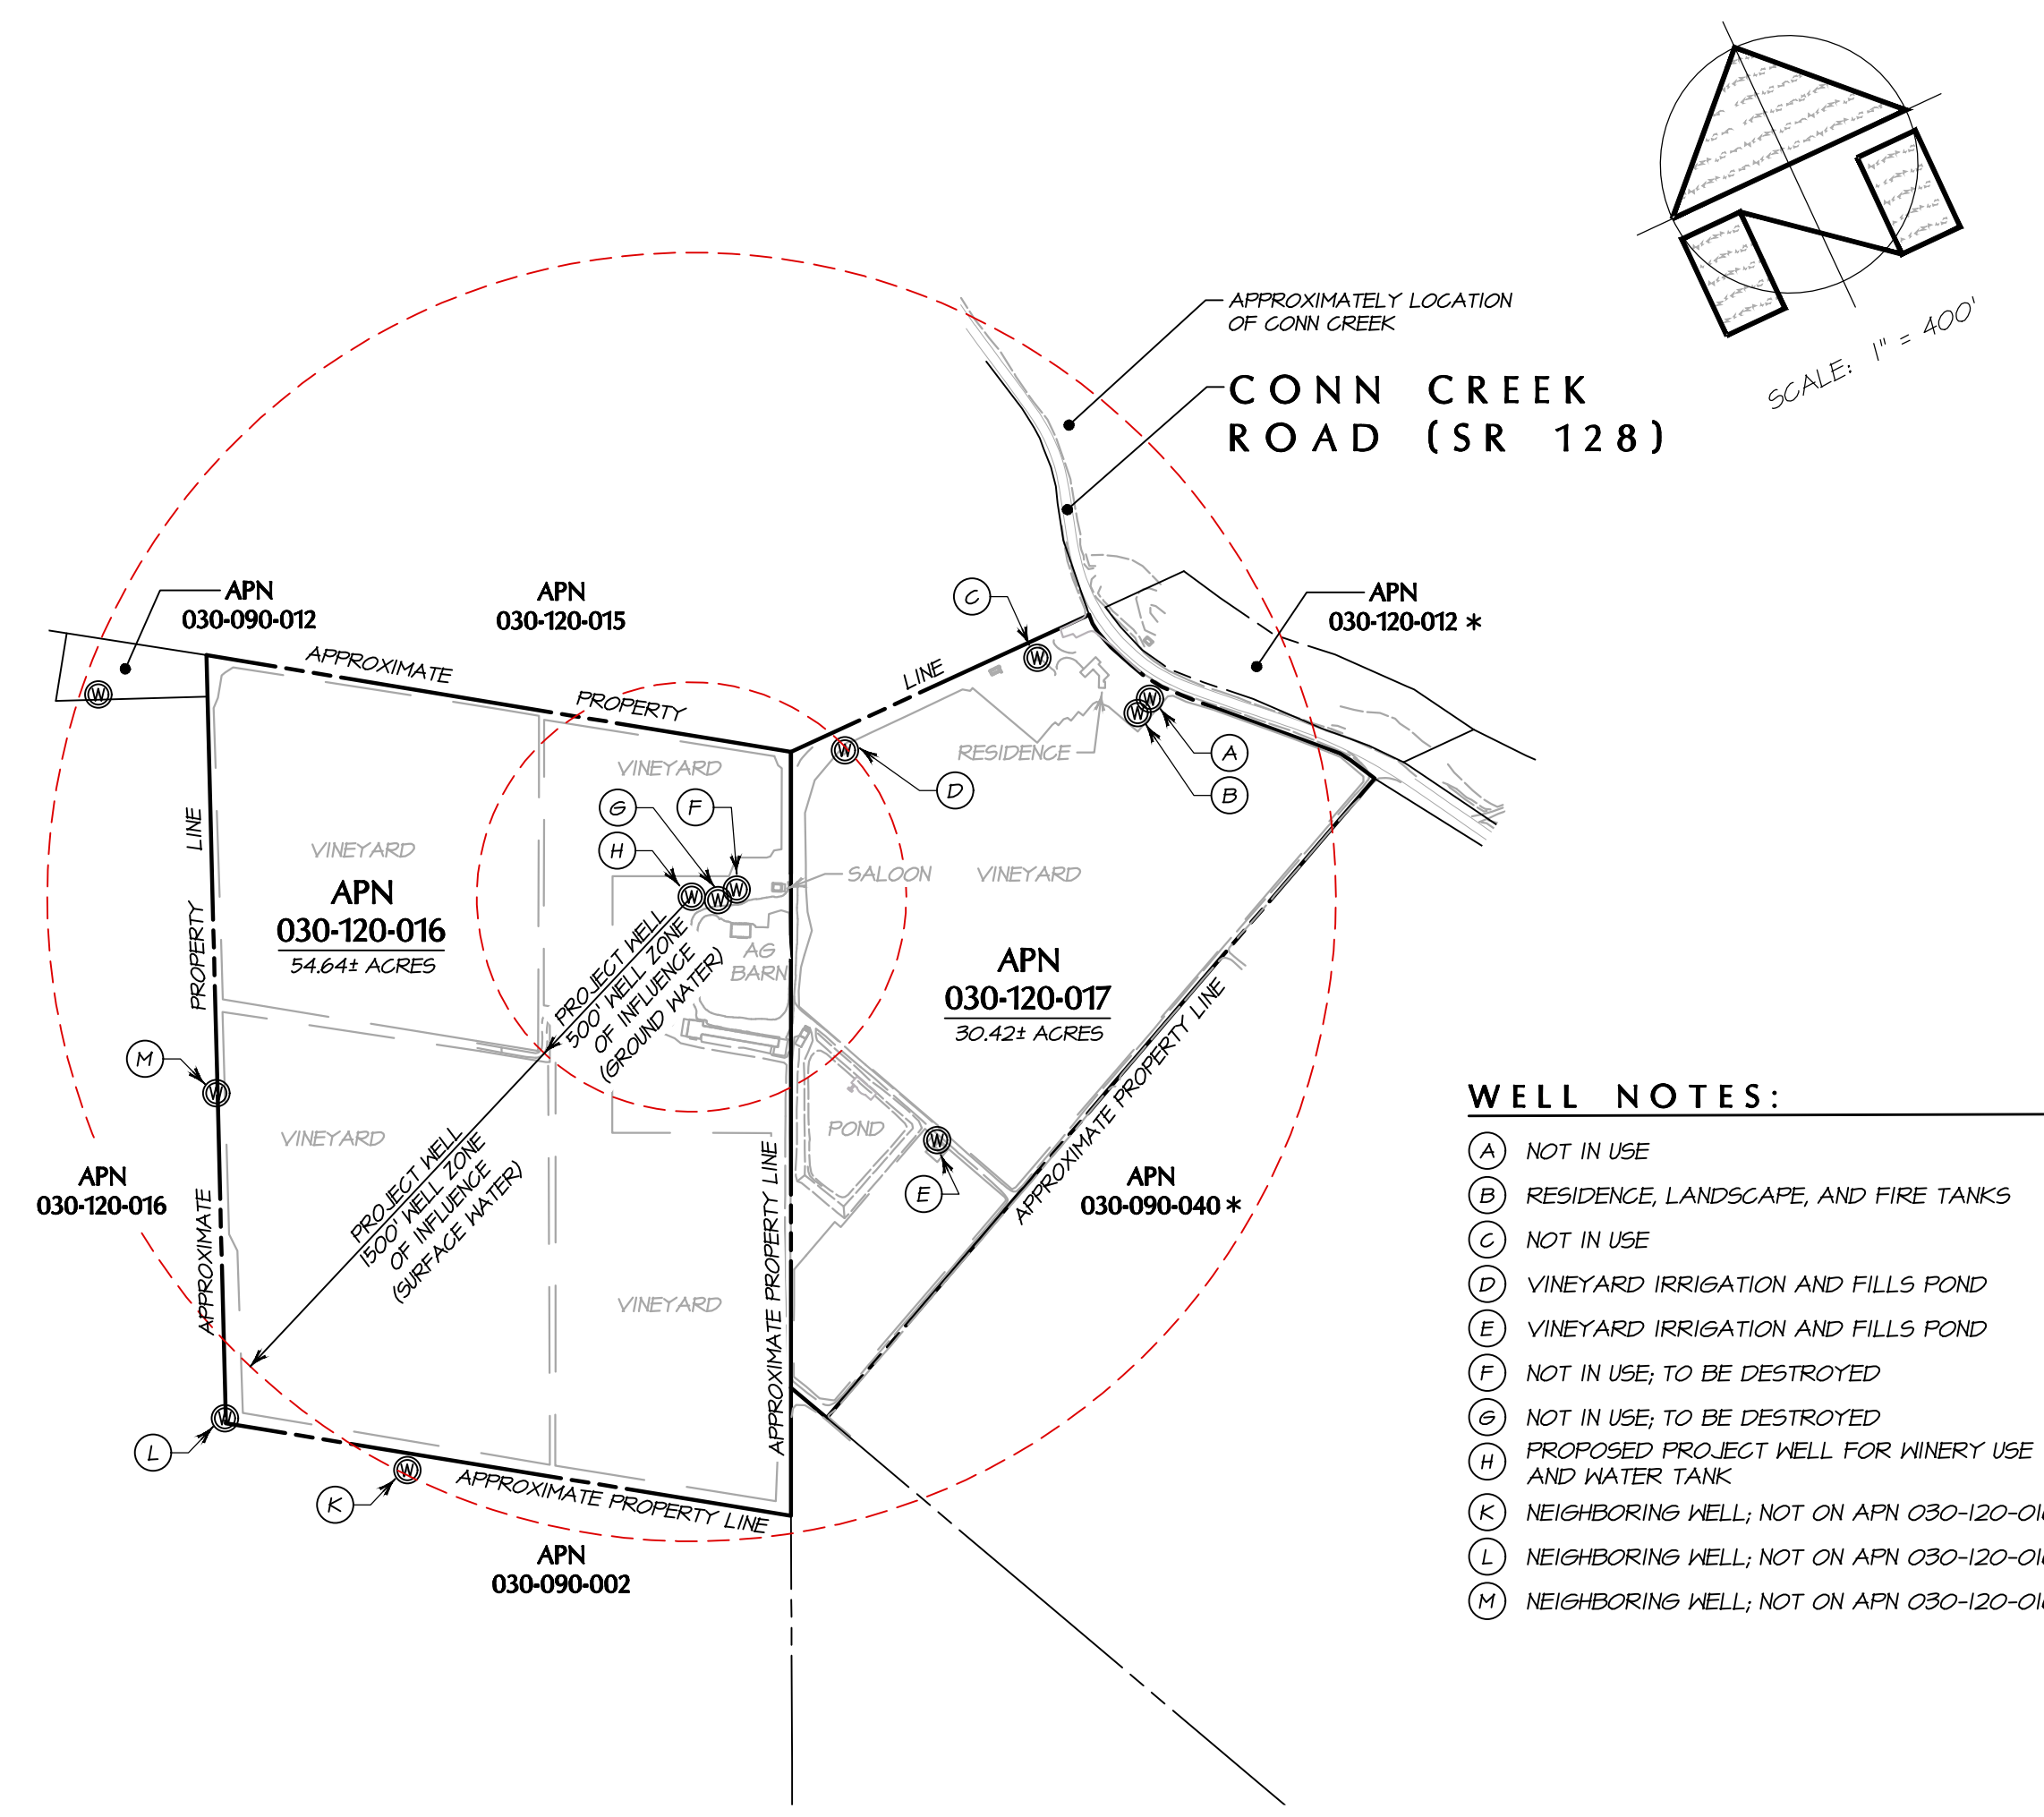 SCALE: 1" = 400'
APPROXIMATELY LOCATION
OF CONN CREEK
CONN CREEK
ROAD (SR 128)
APN
030-090-012
APN
030-120-015
C
APN
030-120-012 *
APPROXIMATE
PROPERTY
LINE
W
W
W
W
W
RESIDENCE
A
B
D
VINEYARD
G
F
H
LINE
VINEYARD
SALOON
VINEYARD
W
W
W
APN
030-120-016
54.64± ACRES
PROPERTY
AG
BARN
APN
030-120-017
30.42± ACRES
PROJECT WELL
500' WELL ZONE
OF INFLUENCE
(GROUND WATER)
APPROXIMATE PROPERTY LINE
M
W
VINEYARD
POND
W
E
APN
030-120-016
APN
030-090-040 *
PROJECT WELL
1500' WELL ZONE
OF INFLUENCE
(SURFACE WATER)
APPROXIMATE
APPROXIMATE PROPERTY LINE
VINEYARD
W
L
W
K
APPROXIMATE PROPERTY LINE
APN
030-090-002
WELL NOTES:
A NOT IN USE
B RESIDENCE, LANDSCAPE, AND FIRE TANKS
C NOT IN USE
D VINEYARD IRRIGATION AND FILLS POND
E VINEYARD IRRIGATION AND FILLS POND
F NOT IN USE; TO BE DESTROYED
G NOT IN USE; TO BE DESTROYED
H PROPOSED PROJECT WELL FOR WINERY USE
AND WATER TANK
K NEIGHBORING WELL; NOT ON APN
L NEIGHBORING WELL; NOT ON APN
M NEIGHBORING WELL; NOT ON APN